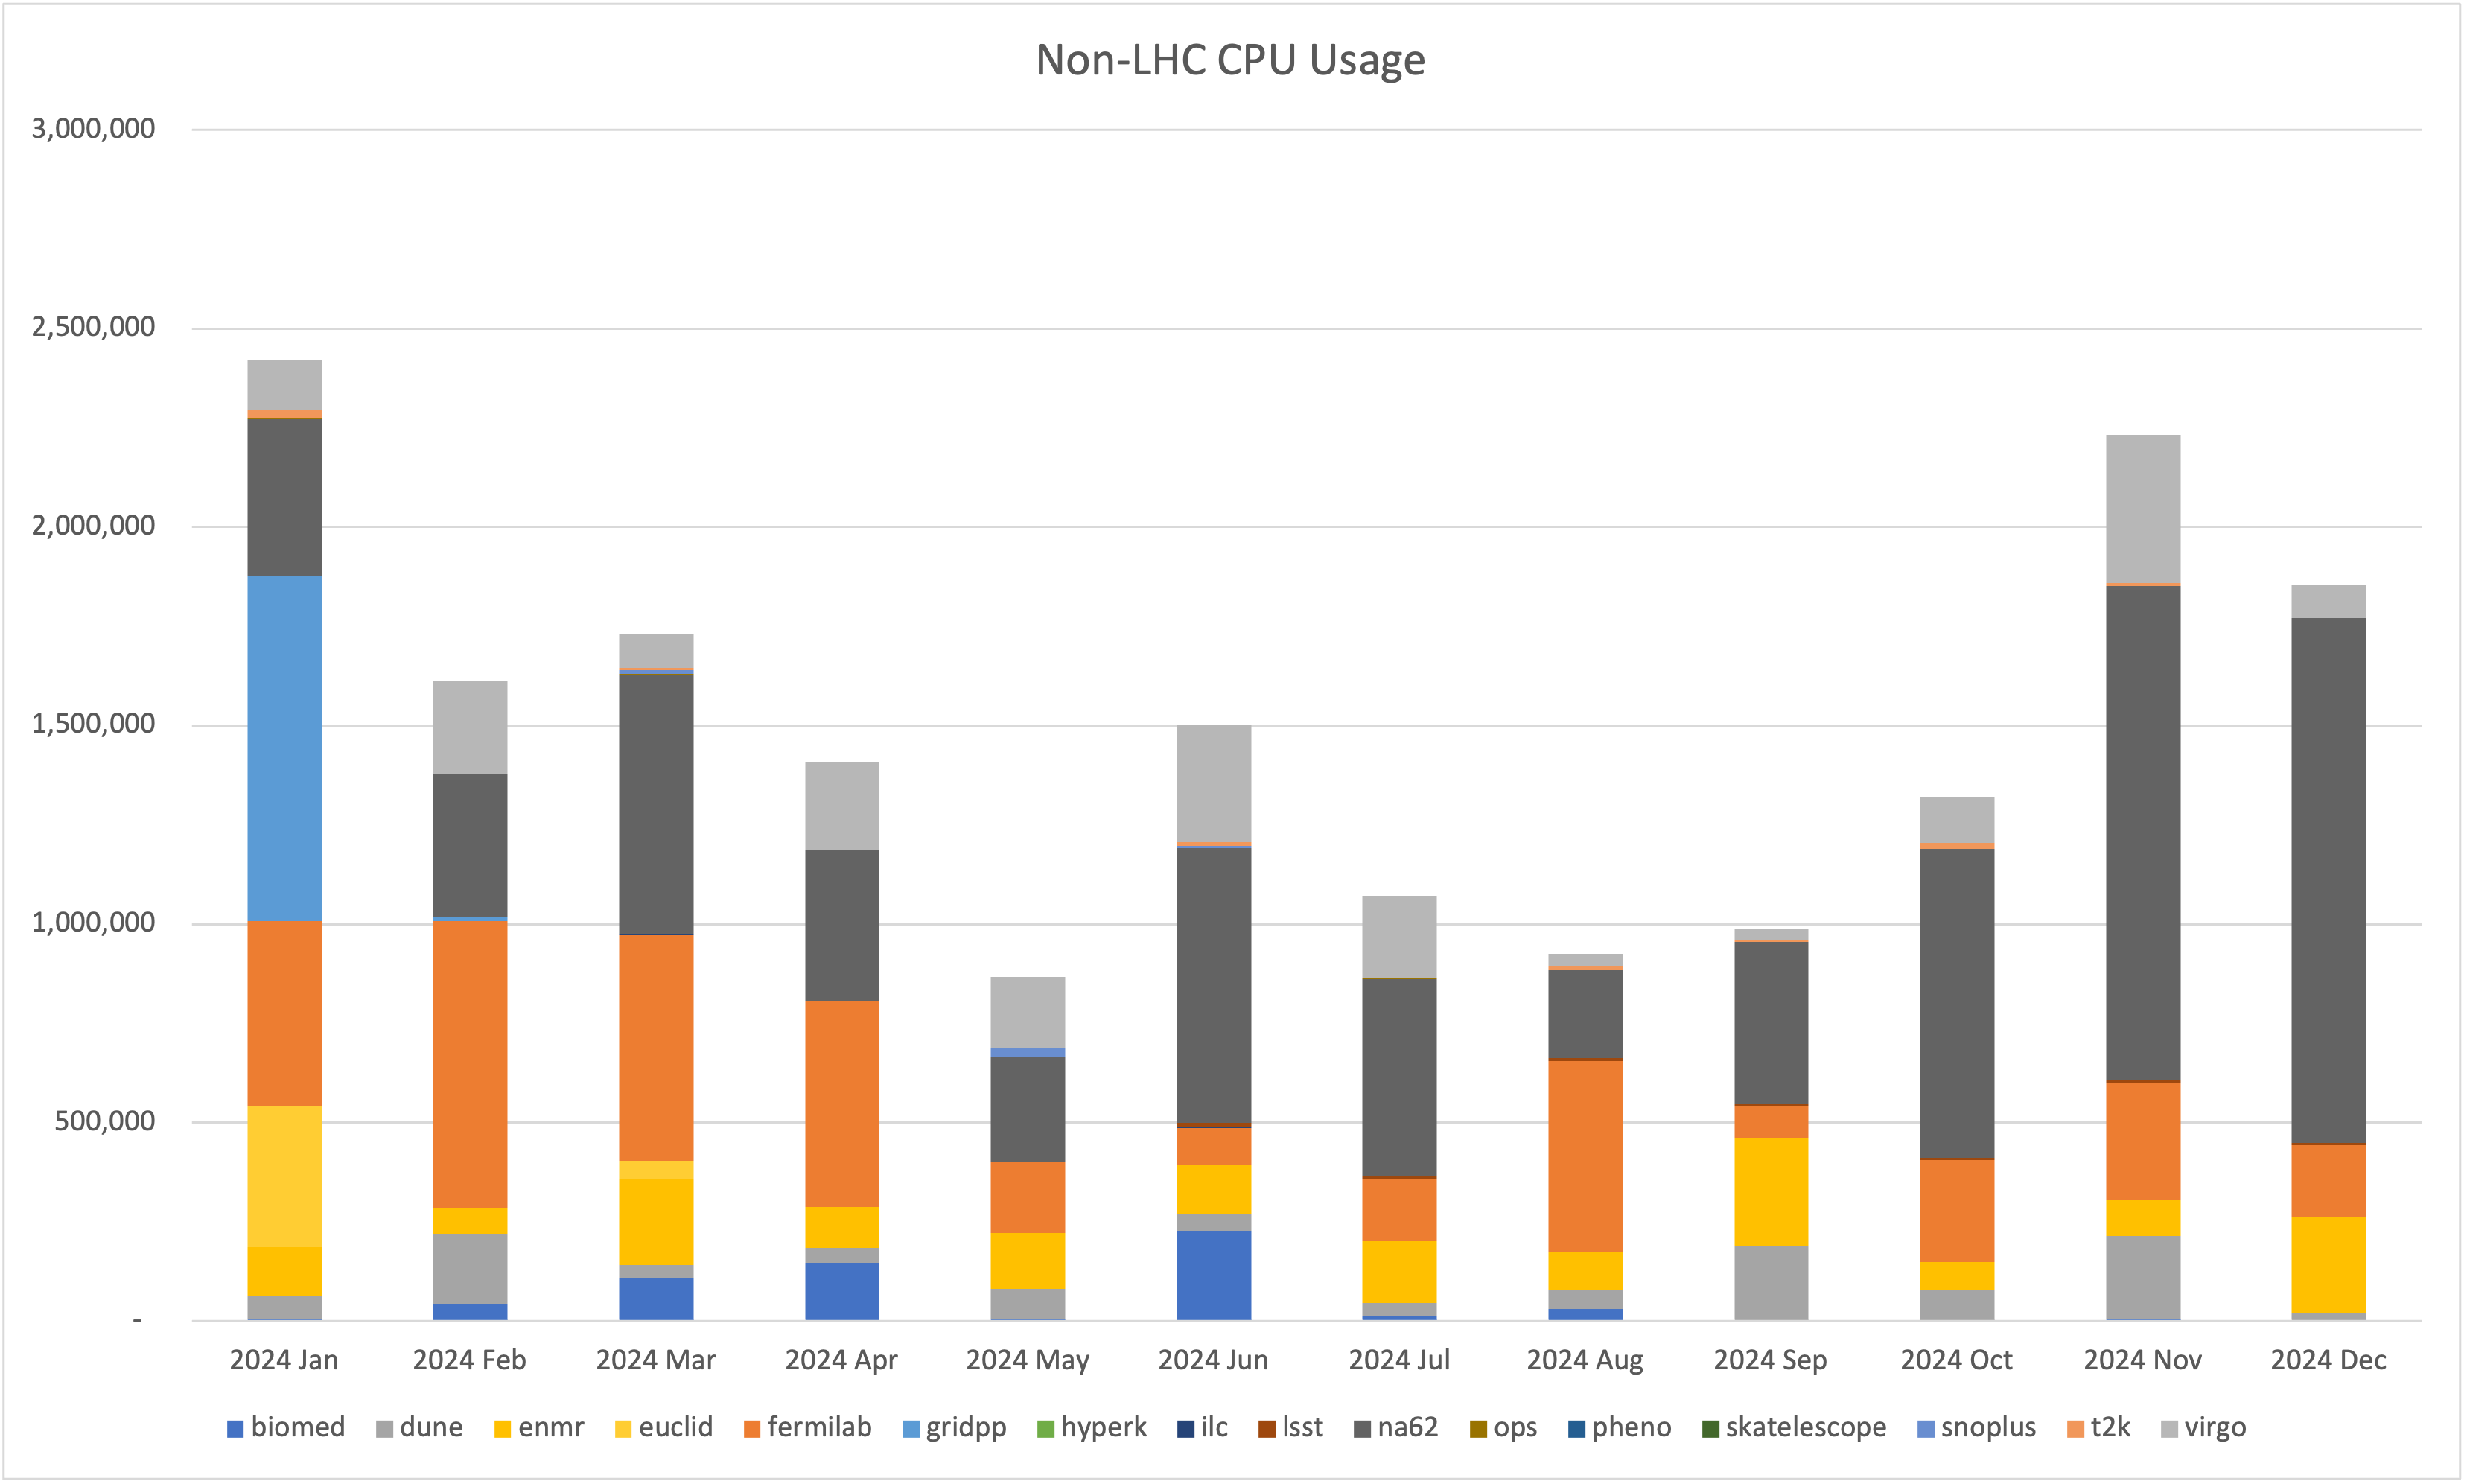 Non-LHC CPU Usage
3,000,000
2,500,000
2,000,000
1,500,000
1,000,000
500,000
-
2024 Jan 2024 Feb 2024 Mar 2024 Apr 2024 May 2024 Jun 2024 Jul 2024 Aug 2024 Sep 2024 Oct 2024 Nov 2024 Dec
biomed dune enmr euclid fermilab gridpp hyperk ilc lsst na62 ops pheno skatelescope snoplus t2k virgo